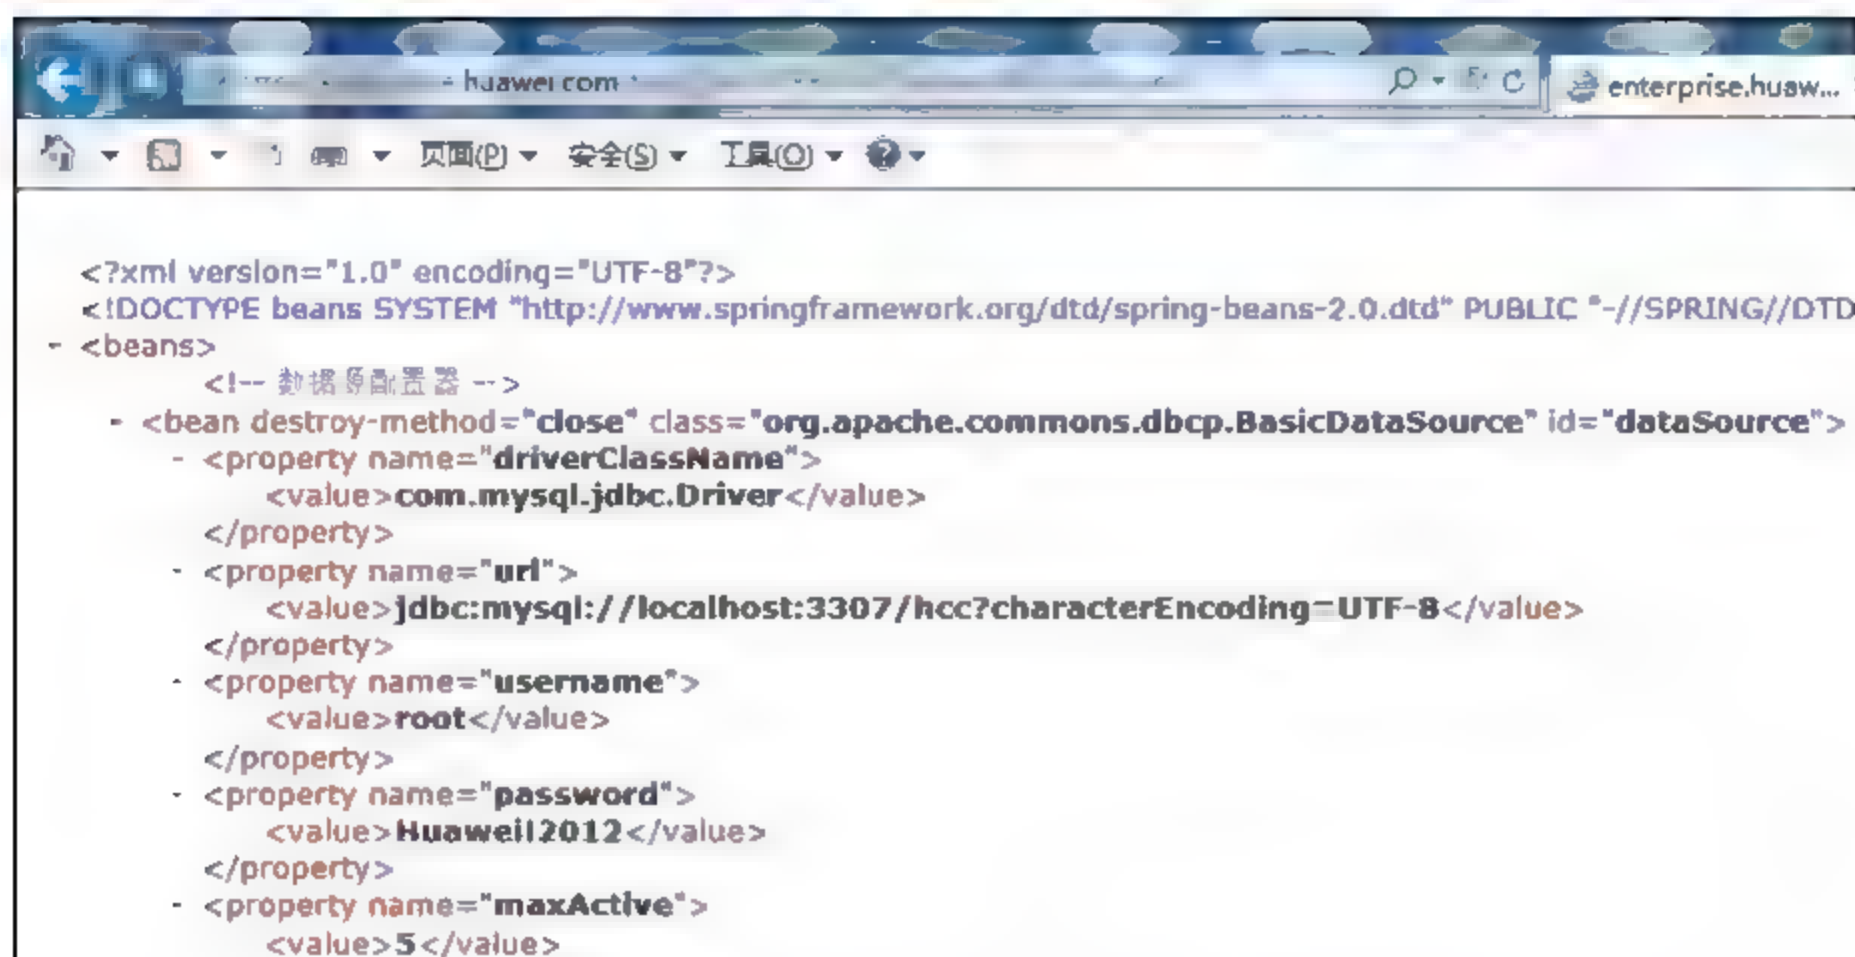 huawei.com
enterprise.huaw...
页面(P) 安全(S) 工具(O)
<?xml version="1.0" encoding="UTF-8"?>
<!DOCTYPE beans SYSTEM "http://www.springframework.org/dtd/spring-beans-2.0.dtd" PUBLIC "-//SPRING//DTD
- <beans>
<!-- 数据源配置器 -->
- <bean destroy-method="close" class="org.apache.commons.dbcp.BasicDataSource" id="dataSource">
- <property name="driverClassName">
<value>com.mysql.jdbc.Driver</value>
</property>
- <property name="url">
<value>jdbc:mysql://localhost:3307/hcc?characterEncoding=UTF-8</value>
</property>
- <property name="username">
<value>root</value>
</property>
- <property name="password">
<value>Huawei!2012</value>
</property>
- <property name="maxActive">
<value>5</value>